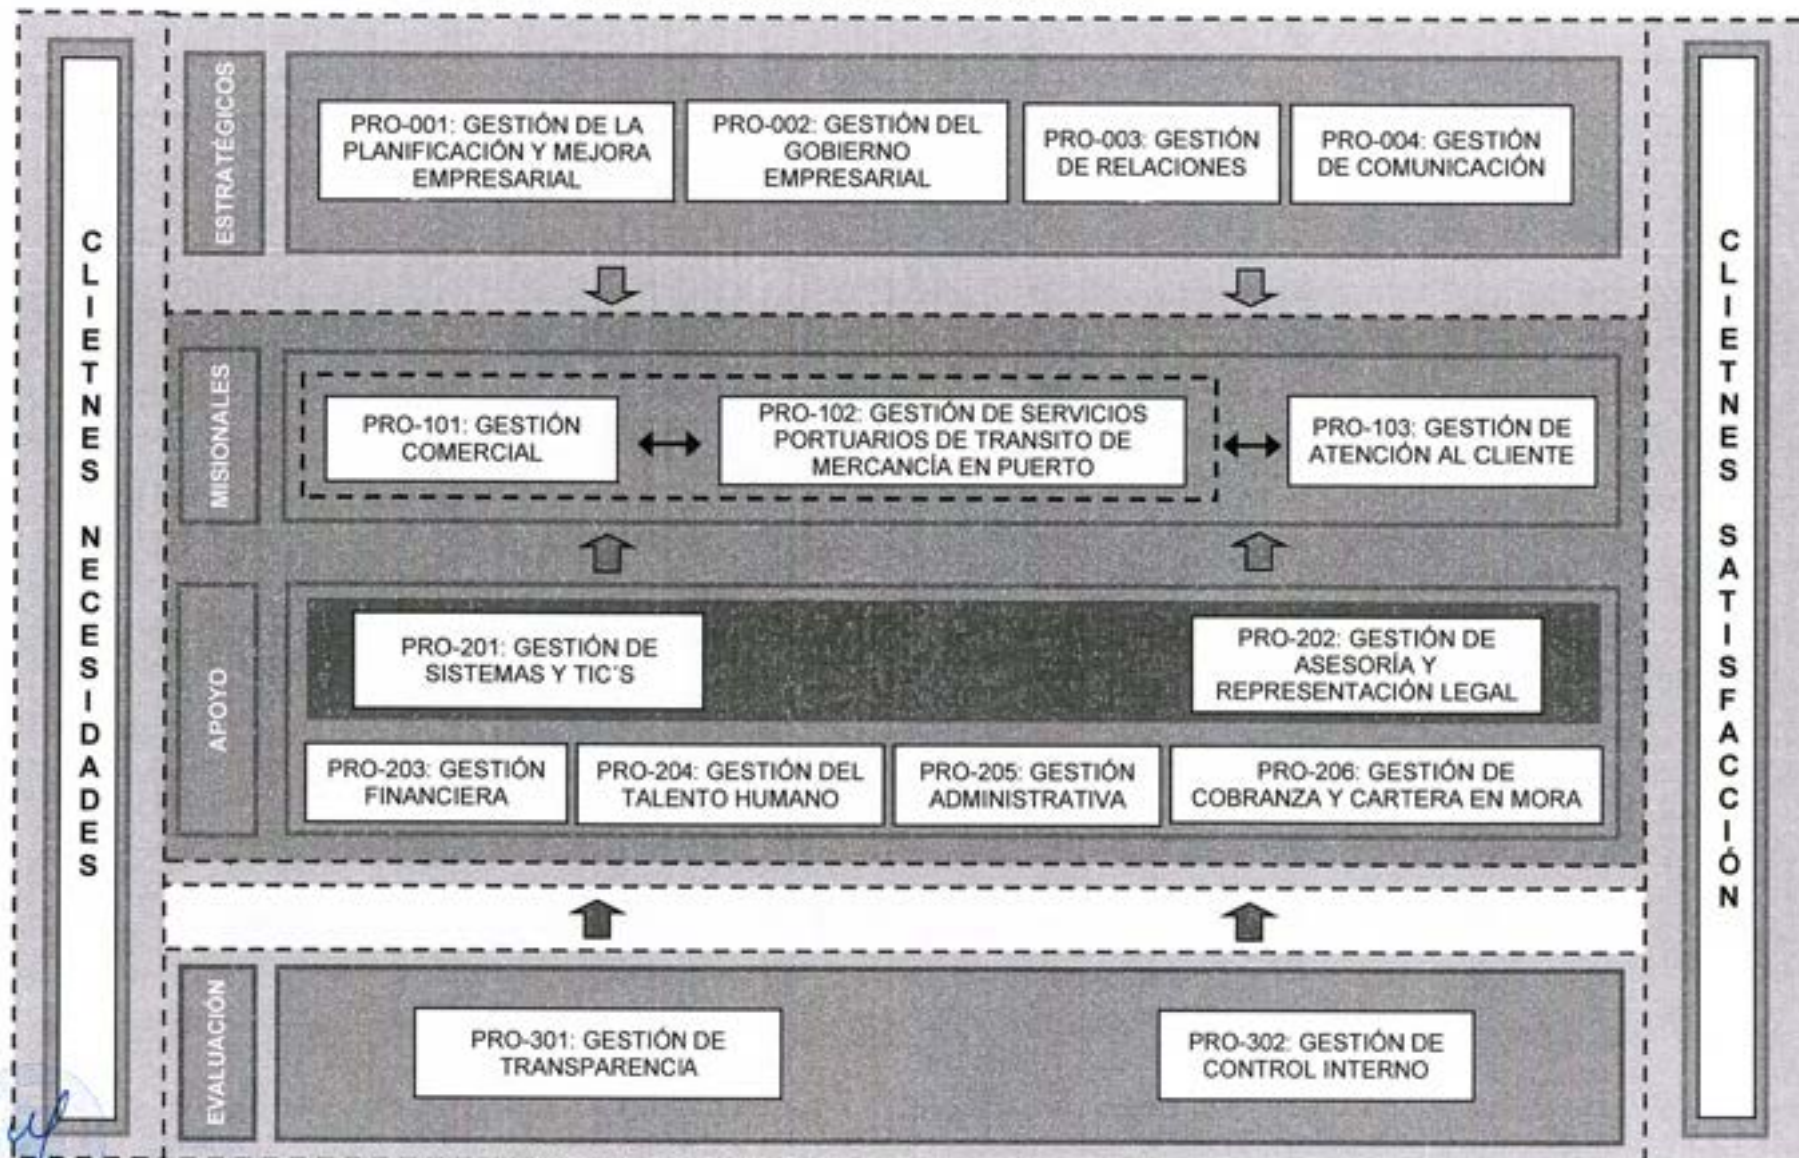 CLIETNES NECESIDADES
ESTRATÉGICOS
PRO-001: GESTIÓN DE LA
PLANIFICACIÓN Y MEJORA
EMPRESARIAL
PRO-002: GESTIÓN DEL
GOBIERNO
EMPRESARIAL
PRO-003: GESTIÓN
DE RELACIONES
PRO-004: GESTIÓN
DE COMUNICACIÓN
MISIONALES
PRO-101: GESTIÓN
COMERCIAL
PRO-102: GESTIÓN DE SERVICIOS
PORTUARIOS DE TRANSITO DE
MERCANCÍA EN PUERTO
PRO-103: GESTIÓN DE
ATENCIÓN AL CLIENTE
APOYO
PRO-201: GESTIÓN DE
SISTEMAS Y TIC´S
PRO-202: GESTIÓN DE
ASESORÍA Y
REPRESENTACIÓN LEGAL
PRO-203: GESTIÓN
FINANCIERA
PRO-204: GESTIÓN DEL
TALENTO HUMANO
PRO-205: GESTIÓN
ADMINISTRATIVA
PRO-206: GESTIÓN DE
COBRANZA Y CARTERA EN MORA
EVALUACIÓN
PRO-301: GESTIÓN DE
TRANSPARENCIA
PRO-302: GESTIÓN DE
CONTROL INTERNO
CLIETNES SATISFACCIÓN